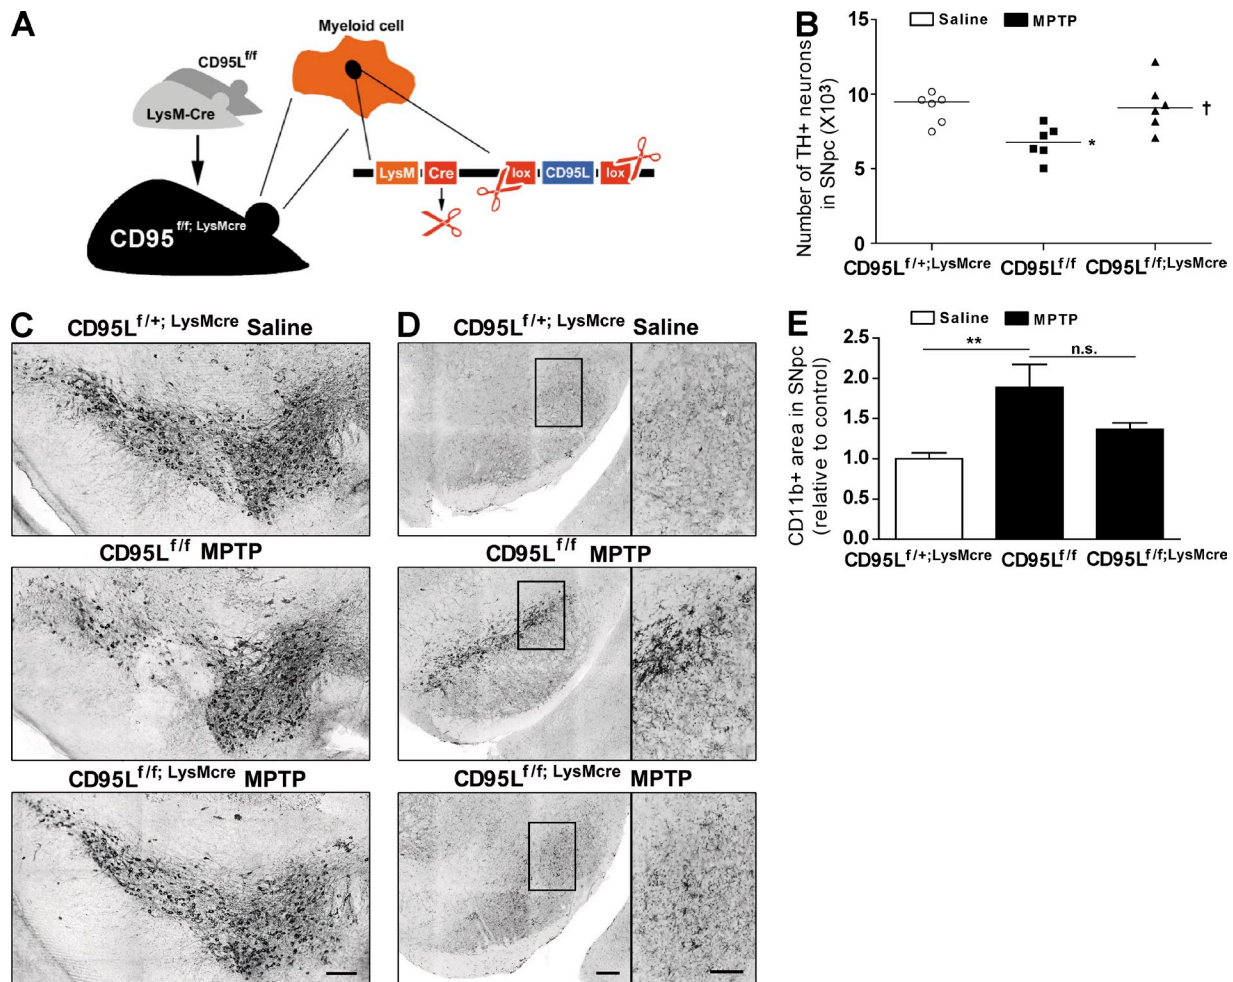 A
Myeloid cell
CD95L f/f
LysM-Cre
LysM Cre lox CD95L lox
CD95 f/f; LysMcre
B
Saline MPTP
Number of TH+ neurons
in SNpc (X10³)
15
10
5
0
*
†
CD95L f/+;LysMcre CD95L f/f CD95L f/f;LysMcre
C
CD95L f/+; LysMcre Saline
CD95L f/f MPTP
CD95L f/f; LysMcre MPTP
D
CD95L f/+; LysMcre Saline
CD95L f/f MPTP
CD95L f/f; LysMcre MPTP
E
Saline MPTP
CD11b+ area in SNpc
(relative to control)
2.5
2.0
1.5
1.0
0.5
0.0
**
n.s.
CD95L f/+;LysMcre CD95L f/f CD95L f/f;LysMcre